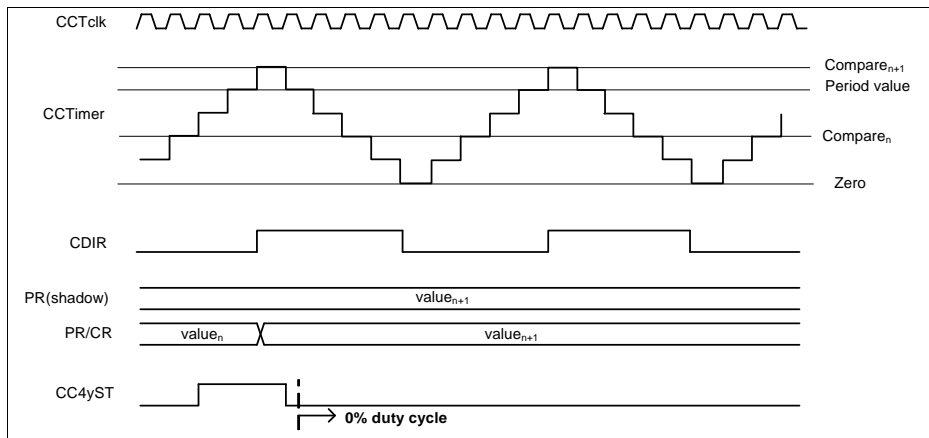 CCTclk
Compareₙ₊₁
Period value
CCTimer
Compareₙ
Zero
CDIR
PR(shadow)
valueₙ₊₁
PR/CR
valueₙ
valueₙ₊₁
CC4yST
0% duty cycle